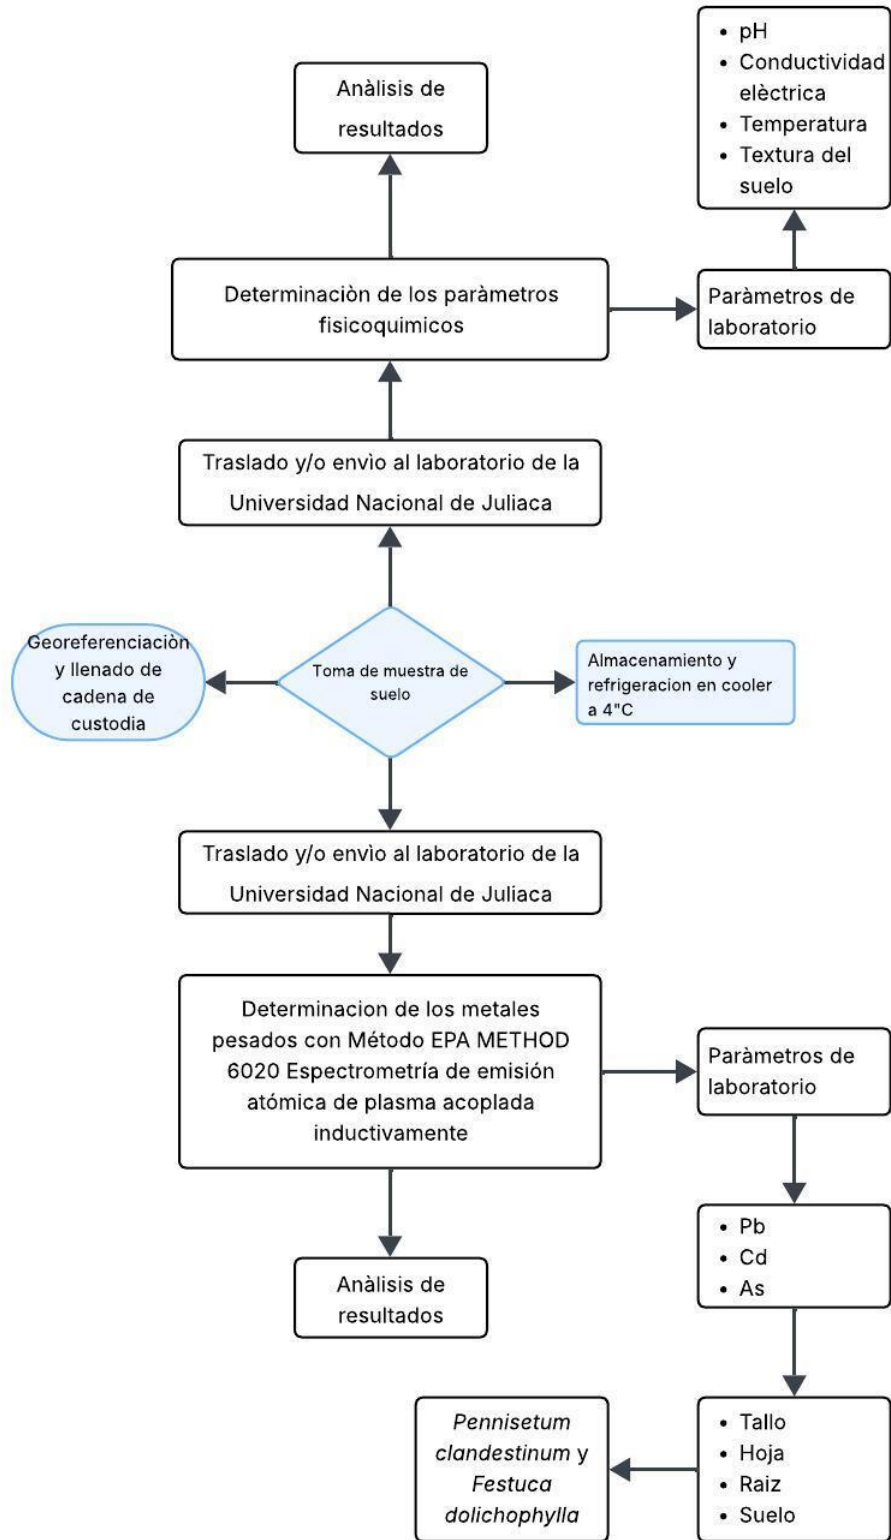 • pH
• Conductividad
elèctrica
• Temperatura
• Textura del
suelo
Anàlisis de
resultados
Determinaciòn de los paràmetros
fisicoquimicos
Paràmetros de
laboratorio
Traslado y/o envìo al laboratorio de la
Universidad Nacional de Juliaca
Georeferenciaciòn
y llenado de
cadena de
custodia
Toma de muestra de
suelo
Almacenamiento y
refrigeracion en cooler
a 4"C
Traslado y/o envìo al laboratorio de la
Universidad Nacional de Juliaca
Determinacion de los metales
pesados con Método EPA METHOD
6020 Espectrometría de emisión
atómica de plasma acoplada
inductivamente
Paràmetros de
laboratorio
• Pb
• Cd
• As
Anàlisis de
resultados
Pennisetum
clandestinum y
Festuca
dolichophylla
• Tallo
• Hoja
• Raiz
• Suelo